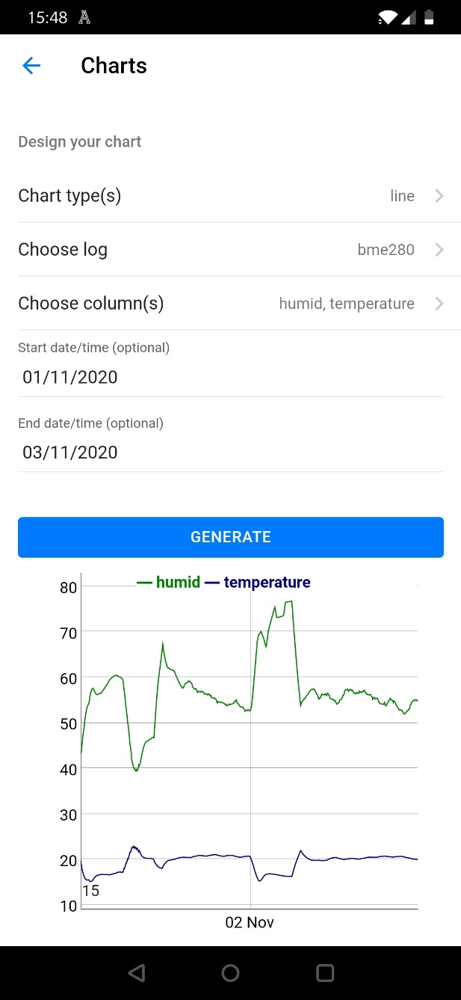 15:48
Charts
Design your chart
Chart type(s) line
Choose log bme280
Choose column(s) humid, temperature
Start date/time (optional)
01/11/2020
End date/time (optional)
03/11/2020
GENERATE
humid temperature
80
70
60
50
40
30
20
15
10
02 Nov